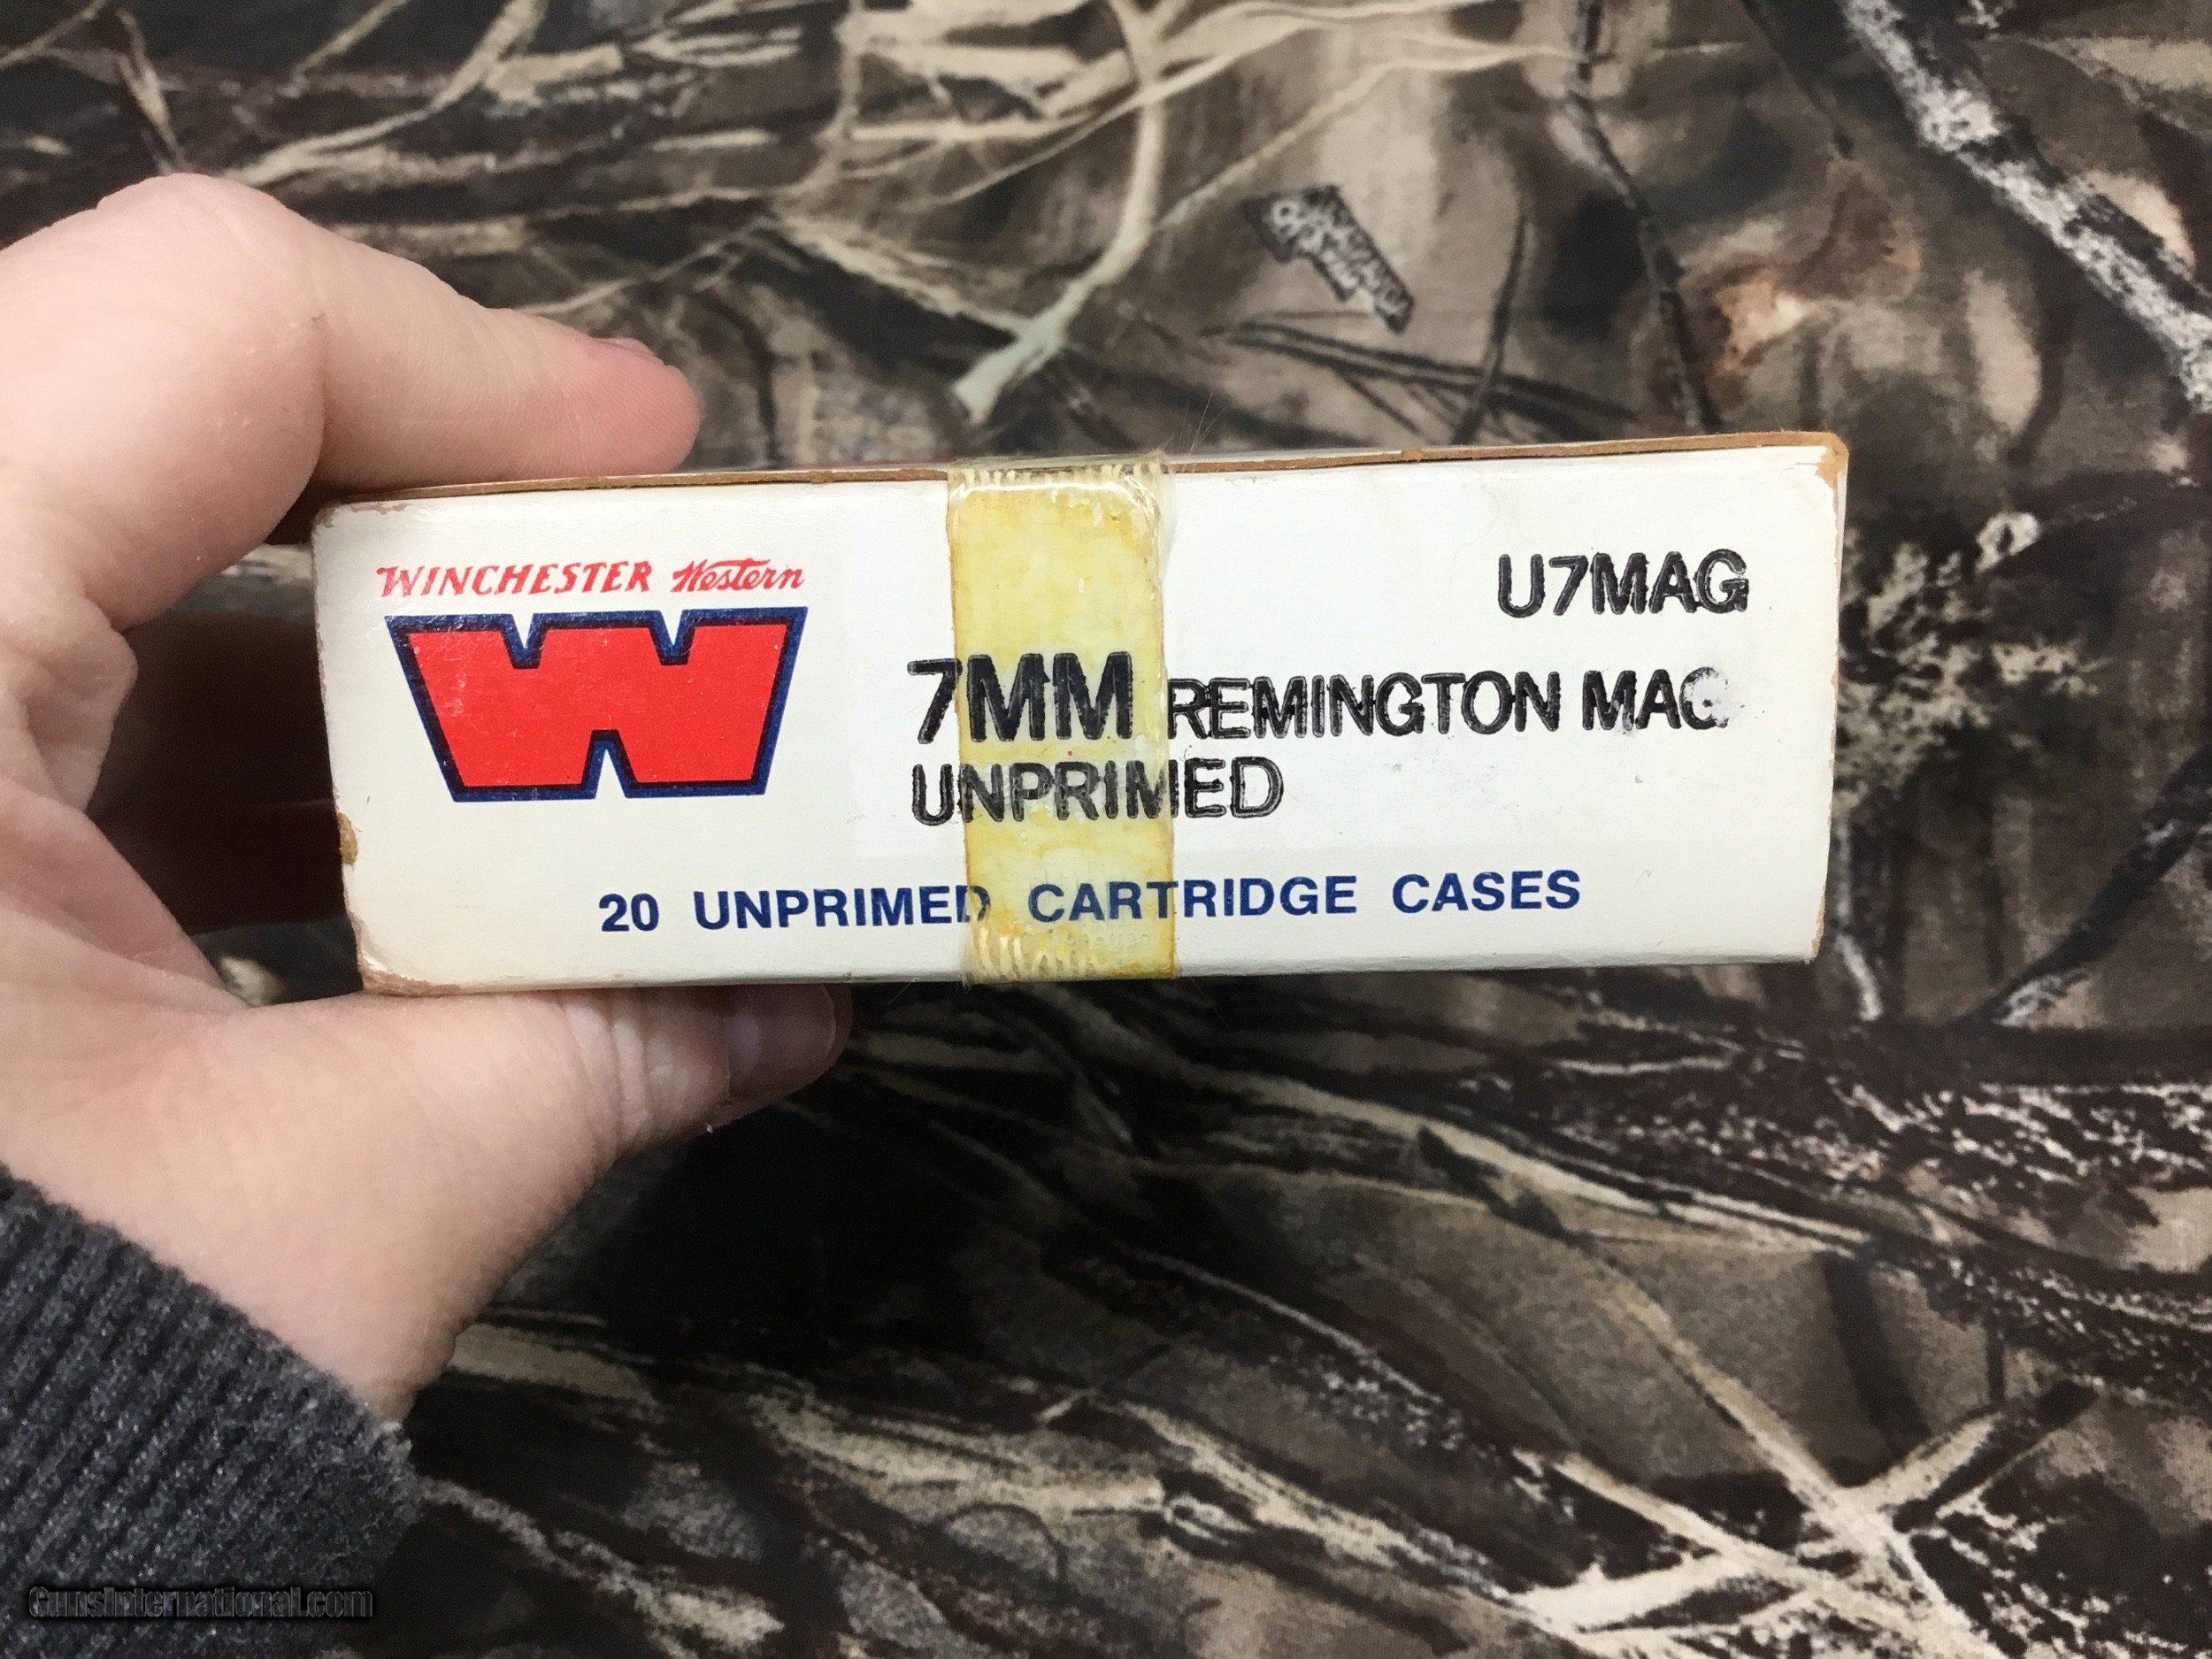 WINCHESTER Western
W
U7MAG
7MM REMINGTON MAG
UNPRIMED
20 UNPRIMED CARTRIDGE CASES
GunsInternational.com